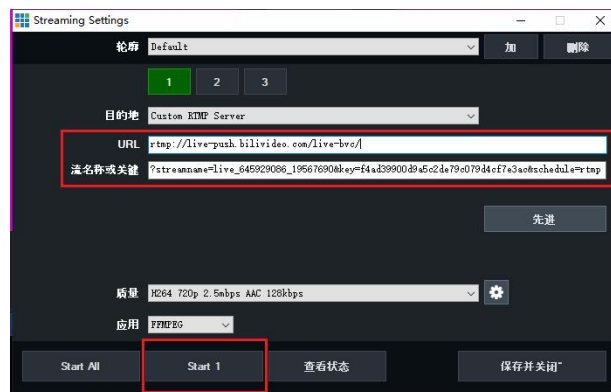 Streaming Settings
轮廓 Default 加 删除
1 2 3
目的地 Custom RTMP Server
URL rtmp://live-push.bilivideo.com/live-bvc/
流名称或关键 ?streamname=live_645929086_19567690&key=f4ad39900d9a5c2de79c079d4cf7e3ac&schedule=rtmp
先进
质量 H264 720p 2.5mbps AAC 128kbps
应用 FFMPEG
Start All Start 1 查看状态 保存并关闭~